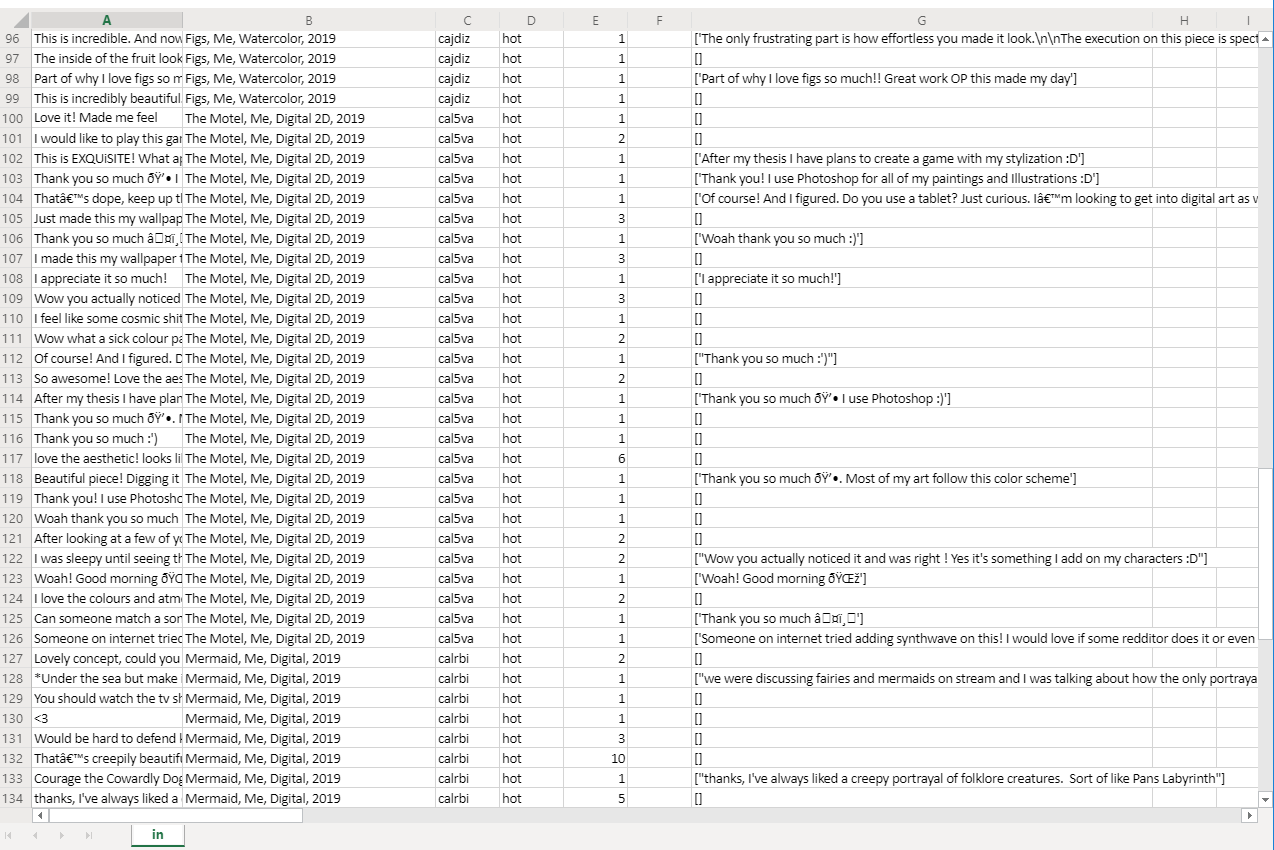 A B C D E F G H I
96 This is incredible. And now Figs, Me, Watercolor, 2019 cajdiz hot 1 ['The only frustrating part is how effortless you made it look.\n\nThe execution on this piece is spect
97 The inside of the fruit look Figs, Me, Watercolor, 2019 cajdiz hot 1 []
98 Part of why I love figs so m Figs, Me, Watercolor, 2019 cajdiz hot 1 ['Part of why I love figs so much!! Great work OP this made my day']
99 This is incredibly beautiful. Figs, Me, Watercolor, 2019 cajdiz hot 1 []
100 Love it! Made me feel The Motel, Me, Digital 2D, 2019 cal5va hot 1 []
101 I would like to play this gar The Motel, Me, Digital 2D, 2019 cal5va hot 2 []
102 This is EXQUiSITE! What ap The Motel, Me, Digital 2D, 2019 cal5va hot 1 ['After my thesis I have plans to create a game with my stylization :D']
103 Thank you so much ðŸ’• I The Motel, Me, Digital 2D, 2019 cal5va hot 1 ['Thank you! I use Photoshop for all of my paintings and Illustrations :D']
104 Thatâ€™s dope, keep up tl The Motel, Me, Digital 2D, 2019 cal5va hot 1 ['Of course! And I figured. Do you use a tablet? Just curious. Iâ€™m looking to get into digital art as w
105 Just made this my wallpap The Motel, Me, Digital 2D, 2019 cal5va hot 3 []
106 Thank you so much â□¤ï¸□ The Motel, Me, Digital 2D, 2019 cal5va hot 1 ['Woah thank you so much :)']
107 I made this my wallpaper t The Motel, Me, Digital 2D, 2019 cal5va hot 3 []
108 I appreciate it so much! The Motel, Me, Digital 2D, 2019 cal5va hot 1 ['I appreciate it so much!']
109 Wow you actually noticed The Motel, Me, Digital 2D, 2019 cal5va hot 3 []
110 I feel like some cosmic shit The Motel, Me, Digital 2D, 2019 cal5va hot 1 []
111 Wow what a sick colour pa The Motel, Me, Digital 2D, 2019 cal5va hot 2 []
112 Of course! And I figured. D The Motel, Me, Digital 2D, 2019 cal5va hot 1 ["Thank you so much :')"]
113 So awesome! Love the aes The Motel, Me, Digital 2D, 2019 cal5va hot 2 []
114 After my thesis I have plan The Motel, Me, Digital 2D, 2019 cal5va hot 1 ['Thank you so much ðŸ’• I use Photoshop :)']
115 Thank you so much ðŸ’•. M The Motel, Me, Digital 2D, 2019 cal5va hot 1 []
116 Thank you so much :') The Motel, Me, Digital 2D, 2019 cal5va hot 1 []
117 love the aesthetic! looks li The Motel, Me, Digital 2D, 2019 cal5va hot 6 []
118 Beautiful piece! Digging it The Motel, Me, Digital 2D, 2019 cal5va hot 1 ['Thank you so much ðŸ’•. Most of my art follow this color scheme']
119 Thank you! I use Photosho The Motel, Me, Digital 2D, 2019 cal5va hot 1 []
120 Woah thank you so much The Motel, Me, Digital 2D, 2019 cal5va hot 1 []
121 After looking at a few of yo The Motel, Me, Digital 2D, 2019 cal5va hot 2 []
122 I was sleepy until seeing th The Motel, Me, Digital 2D, 2019 cal5va hot 2 ["Wow you actually noticed it and was right ! Yes it's something I add on my characters :D"]
123 Woah! Good morning ðŸŒ The Motel, Me, Digital 2D, 2019 cal5va hot 1 ['Woah! Good morning ðŸŒž']
124 I love the colours and atm The Motel, Me, Digital 2D, 2019 cal5va hot 2 []
125 Can someone match a son The Motel, Me, Digital 2D, 2019 cal5va hot 1 ['Thank you so much â□¤ï¸□']
126 Someone on internet tried The Motel, Me, Digital 2D, 2019 cal5va hot 1 ['Someone on internet tried adding synthwave on this! I would love if some redditor does it or even
127 Lovely concept, could you Mermaid, Me, Digital, 2019 calrbi hot 2 []
128 *Under the sea but make Mermaid, Me, Digital, 2019 calrbi hot 1 ["we were discussing fairies and mermaids on stream and I was talking about how the only portraya
129 You should watch the tv sh Mermaid, Me, Digital, 2019 calrbi hot 1 []
130 <3 Mermaid, Me, Digital, 2019 calrbi hot 1 []
131 Would be hard to defend Mermaid, Me, Digital, 2019 calrbi hot 3 []
132 Thatâ€™s creepily beautifu Mermaid, Me, Digital, 2019 calrbi hot 10 []
133 Courage the Cowardly Dog Mermaid, Me, Digital, 2019 calrbi hot 1 ["thanks, I've always liked a creepy portrayal of folklore creatures.  Sort of like Pans Labyrinth"]
134 thanks, I've always liked a Mermaid, Me, Digital, 2019 calrbi hot 5 []
in